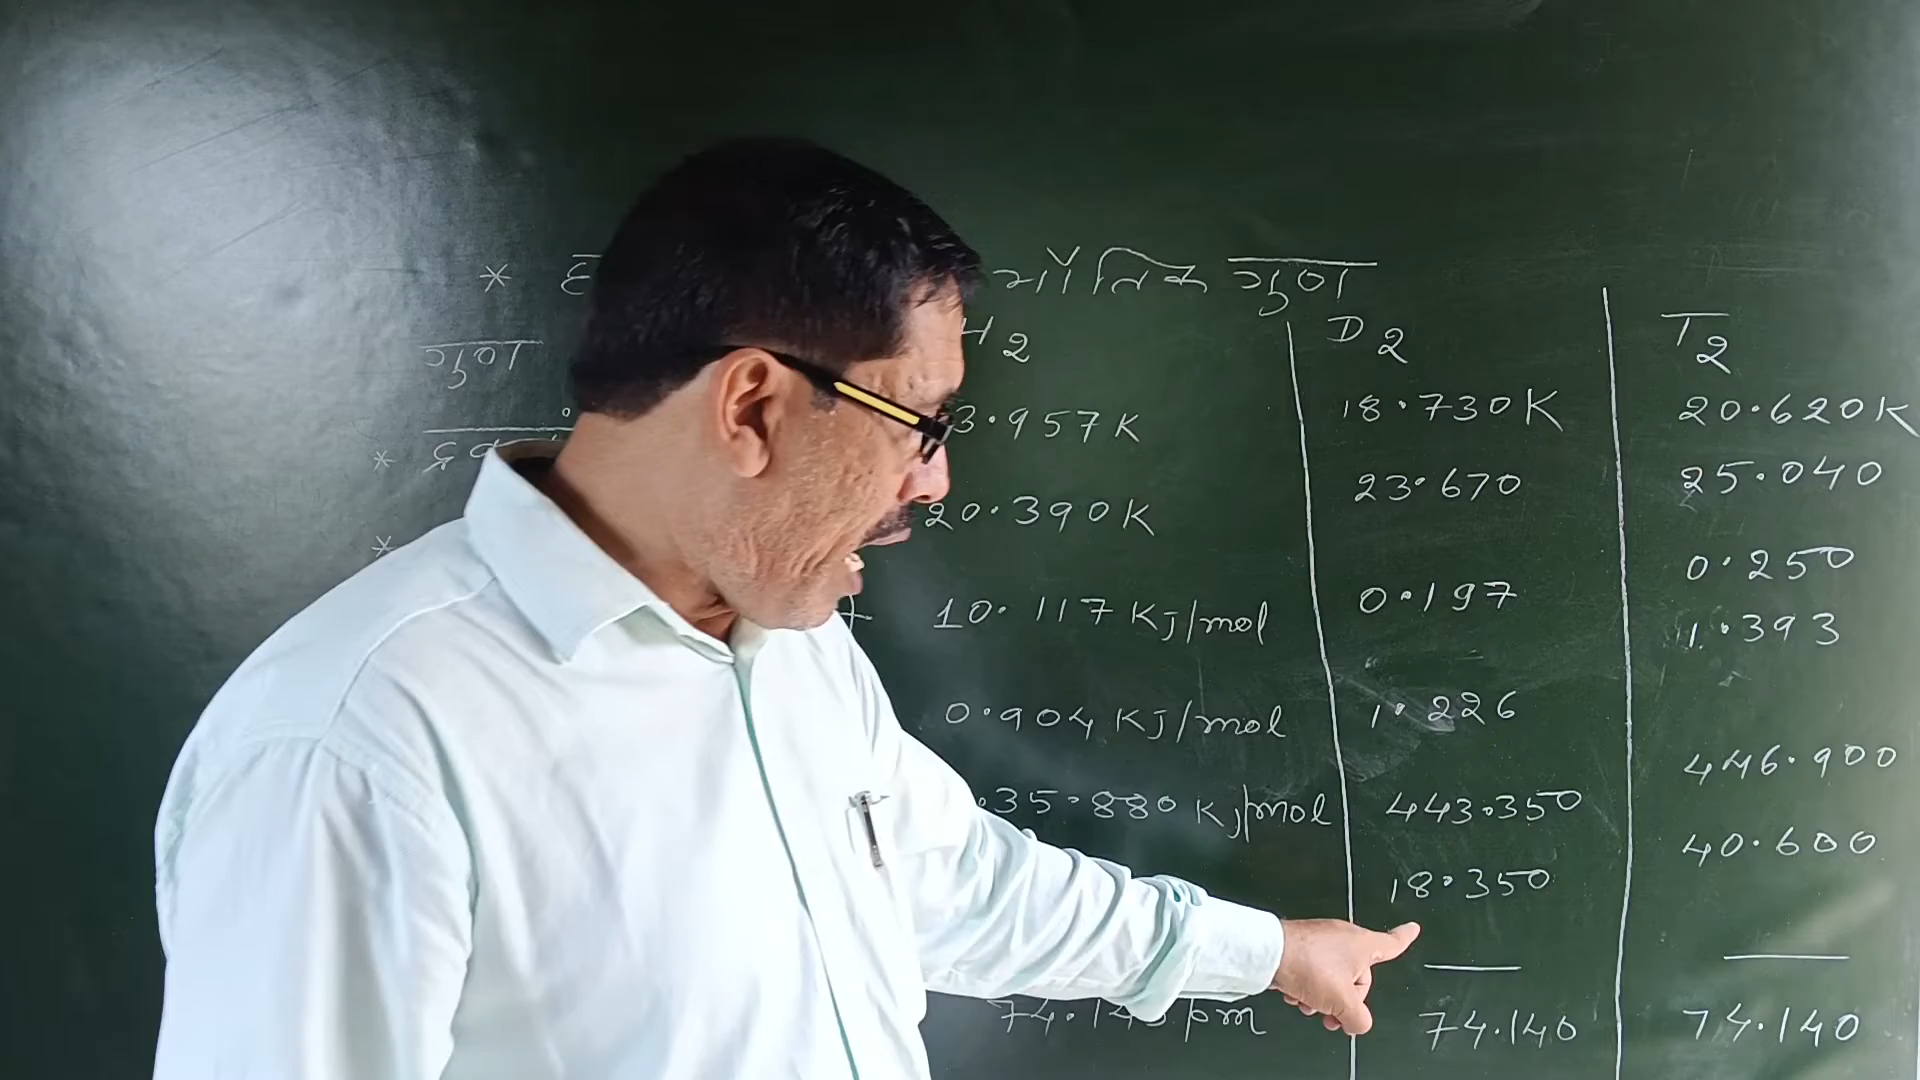 * भौतिक गुण
गुण H2 D2 T2
* 3.957 K 18.730 K 20.620 K
* 20.390 K 23.670 25.040
10.117 KJ/mol 0.197 0.250
0.904 KJ/mol 1.226 1.393
.35.880 KJ/mol 443.350 446.900
18.350 40.600
— —
pm 74.140 74.140